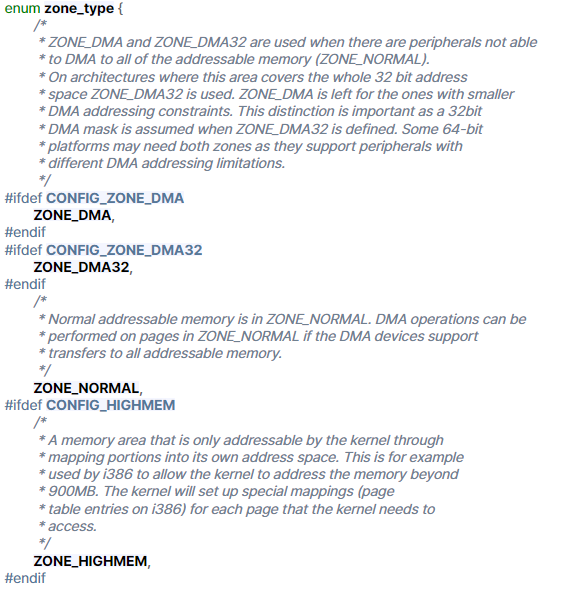 enum zone_type {
/*
* ZONE_DMA and ZONE_DMA32 are used when there are peripherals not able
* to DMA to all of the addressable memory (ZONE_NORMAL).
* On architectures where this area covers the whole 32 bit address
* space ZONE_DMA32 is used. ZONE_DMA is left for the ones with smaller
* DMA addressing constraints. This distinction is important as a 32bit
* DMA mask is assumed when ZONE_DMA32 is defined. Some 64-bit
* platforms may need both zones as they support peripherals with
* different DMA addressing limitations.
*/
#ifdef CONFIG_ZONE_DMA
ZONE_DMA,
#endif
#ifdef CONFIG_ZONE_DMA32
ZONE_DMA32,
#endif
/*
* Normal addressable memory is in ZONE_NORMAL. DMA operations can be
* performed on pages in ZONE_NORMAL if the DMA devices support
* transfers to all addressable memory.
*/
ZONE_NORMAL,
#ifdef CONFIG_HIGHMEM
/*
* A memory area that is only addressable by the kernel through
* mapping portions into its own address space. This is for example
* used by i386 to allow the kernel to address the memory beyond
* 900MB. The kernel will set up special mappings (page
* table entries on i386) for each page that the kernel needs to
* access.
*/
ZONE_HIGHMEM,
#endif